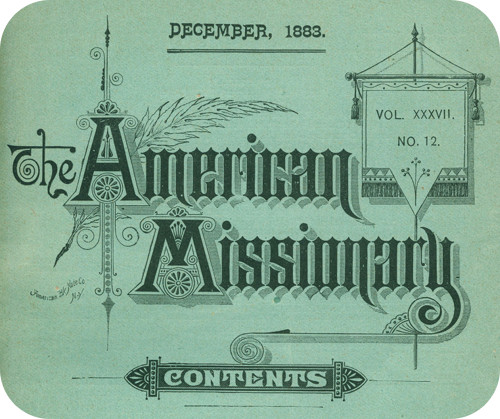 DECEMBER, 1883.
VOL. XXXVII.
NO. 12.
The American
Missionary
N.Y.
CONTENTS